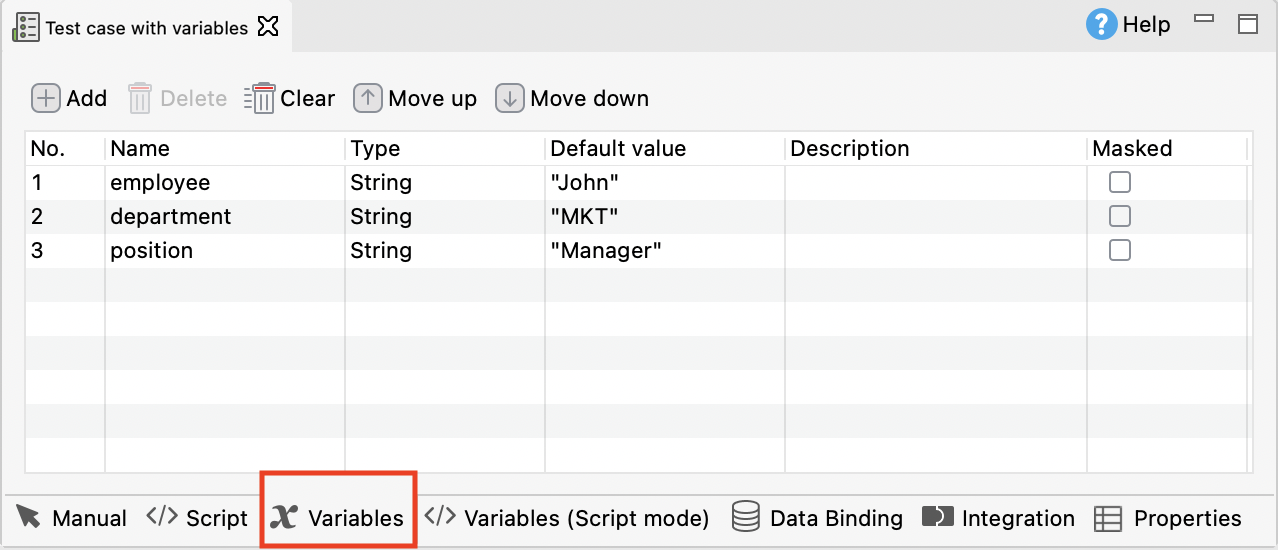 Test case with variables
? Help
Add Delete Clear Move up Move down
No. Name Type Default value Description Masked
1 employee String "John"
2 department String "MKT"
3 position String "Manager"
Manual </> Script x Variables </> Variables (Script mode) Data Binding Integration Properties